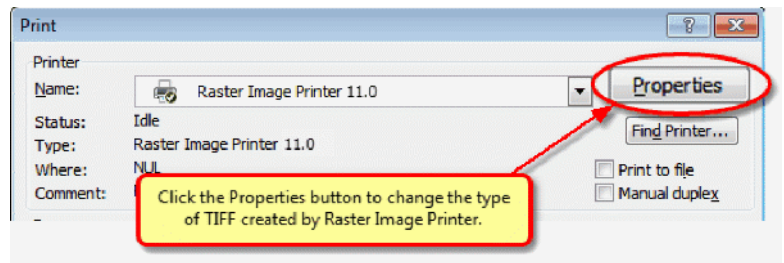 Print
Printer
Name: Raster Image Printer 11.0 Properties
Status: Idle Find Printer...
Type: Raster Image Printer 11.0
Where: NUL Print to file
Comment: Manual duplex
Click the Properties button to change the type
of TIFF created by Raster Image Printer.